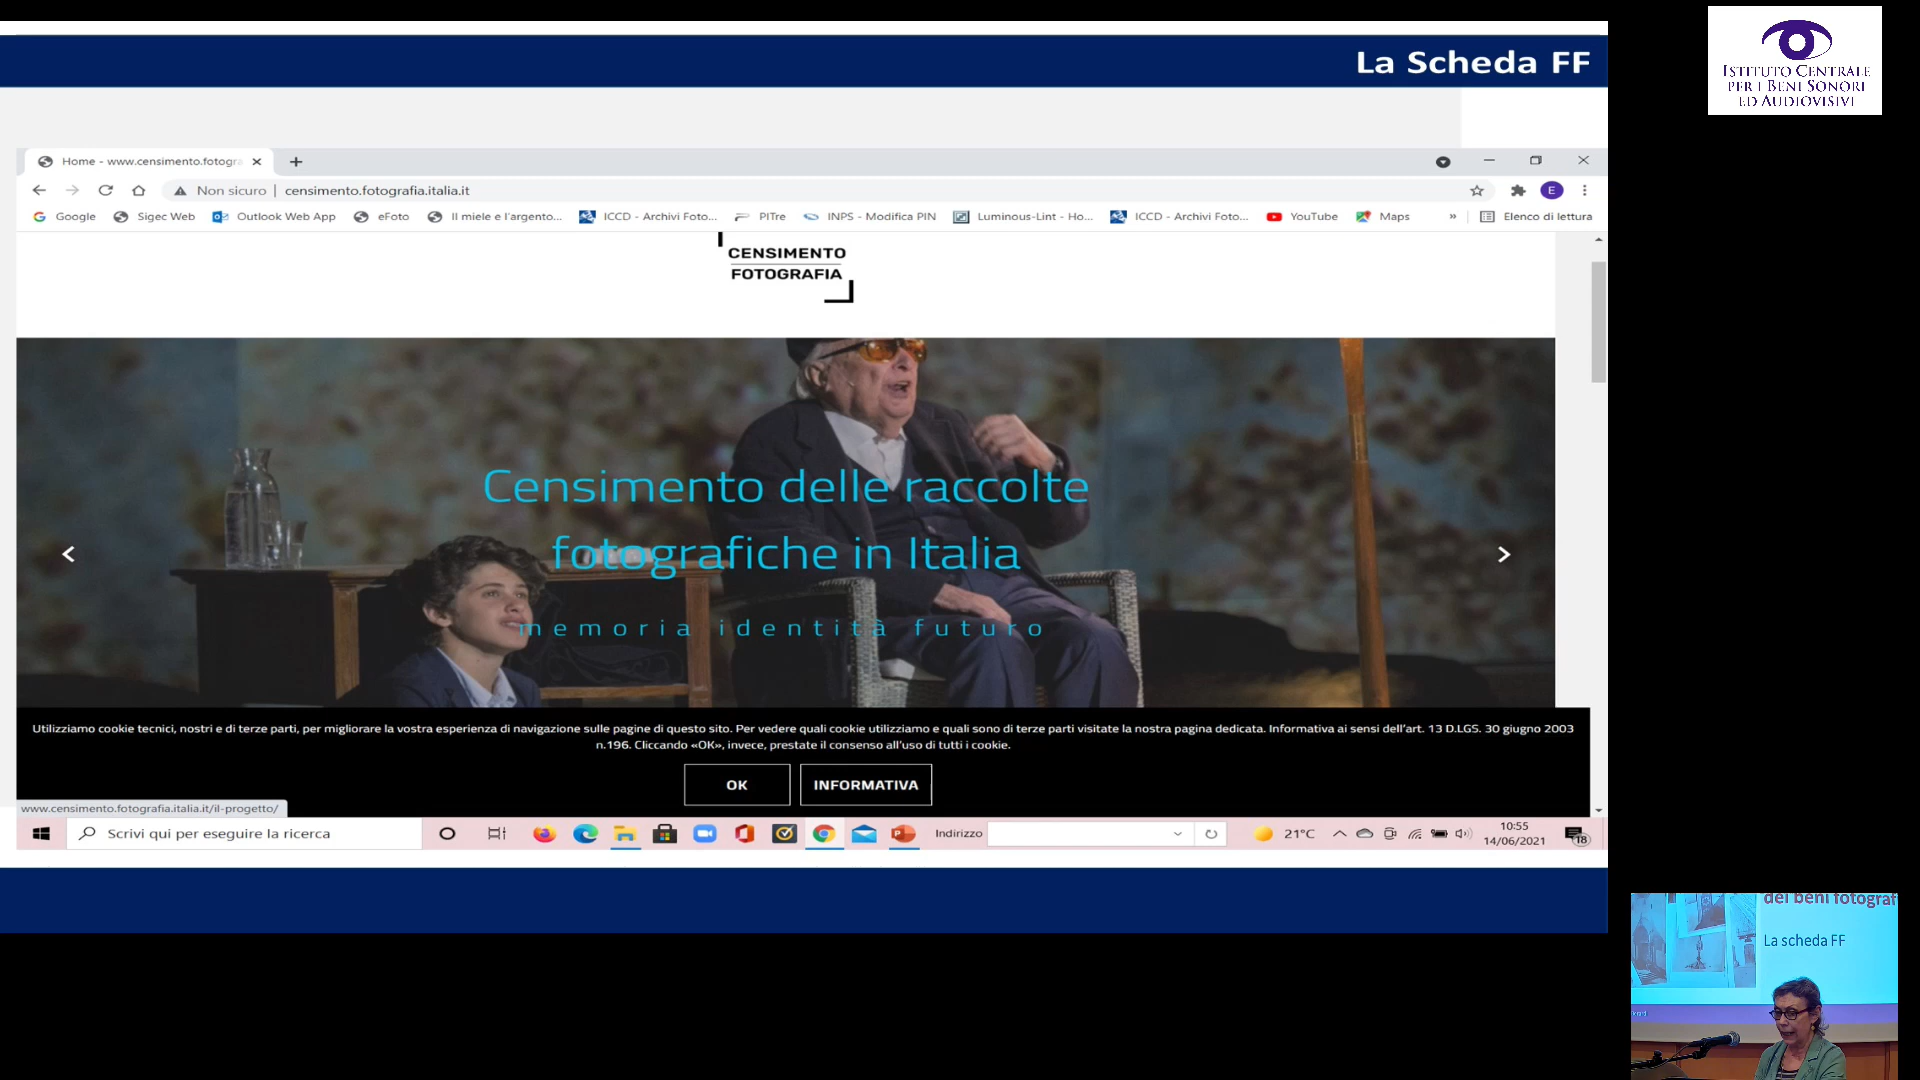 La Scheda FF
ISTITUTO CENTRALE
PER I BENI SONORI
ED AUDIOVISIVI
Home - www.censimento.fotogra
Non sicuro | censimento.fotografia.italia.it
Google Sigec Web Outlook Web App eFoto Il miele e l'argento... ICCD - Archivi Foto... PITre INPS - Modifica PIN Luminous-Lint - Ho... ICCD - Archivi Foto... YouTube Maps » Elenco di lettura
CENSIMENTO
FOTOGRAFIA
Censimento delle raccolte
fotografiche in Italia
memoria identità futuro
Utilizziamo cookie tecnici, nostri e di terze parti, per migliorare la vostra esperienza di navigazione sulle pagine di questo sito. Per vedere quali cookie utilizziamo e quali sono di terze parti visitate la nostra pagina dedicata. Informativa ai sensi dell'art. 13 D.LGS. 30 giugno 2003
n.196. Cliccando «OK», invece, prestate il consenso all'uso di tutti i cookie.
OK INFORMATIVA
www.censimento.fotografia.italia.it/il-progetto/
Scrivi qui per eseguire la ricerca
Indirizzo
21°C
10:55
14/06/2021
18
dei beni fotograf
La scheda FF